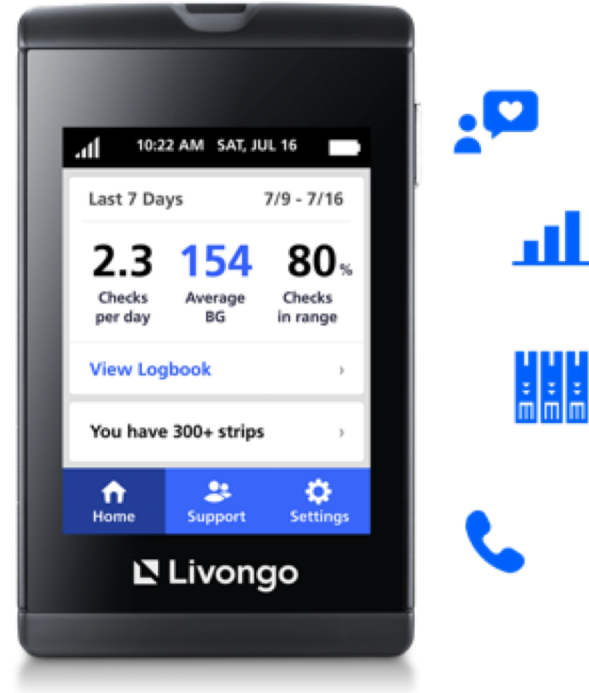 10:22 AM SAT, JUL 16
Last 7 Days 7/9 - 7/16
2.3 154 80%
Checks per day
Average BG
Checks in range
View Logbook
You have 300+ strips
Home Support Settings
Livongo